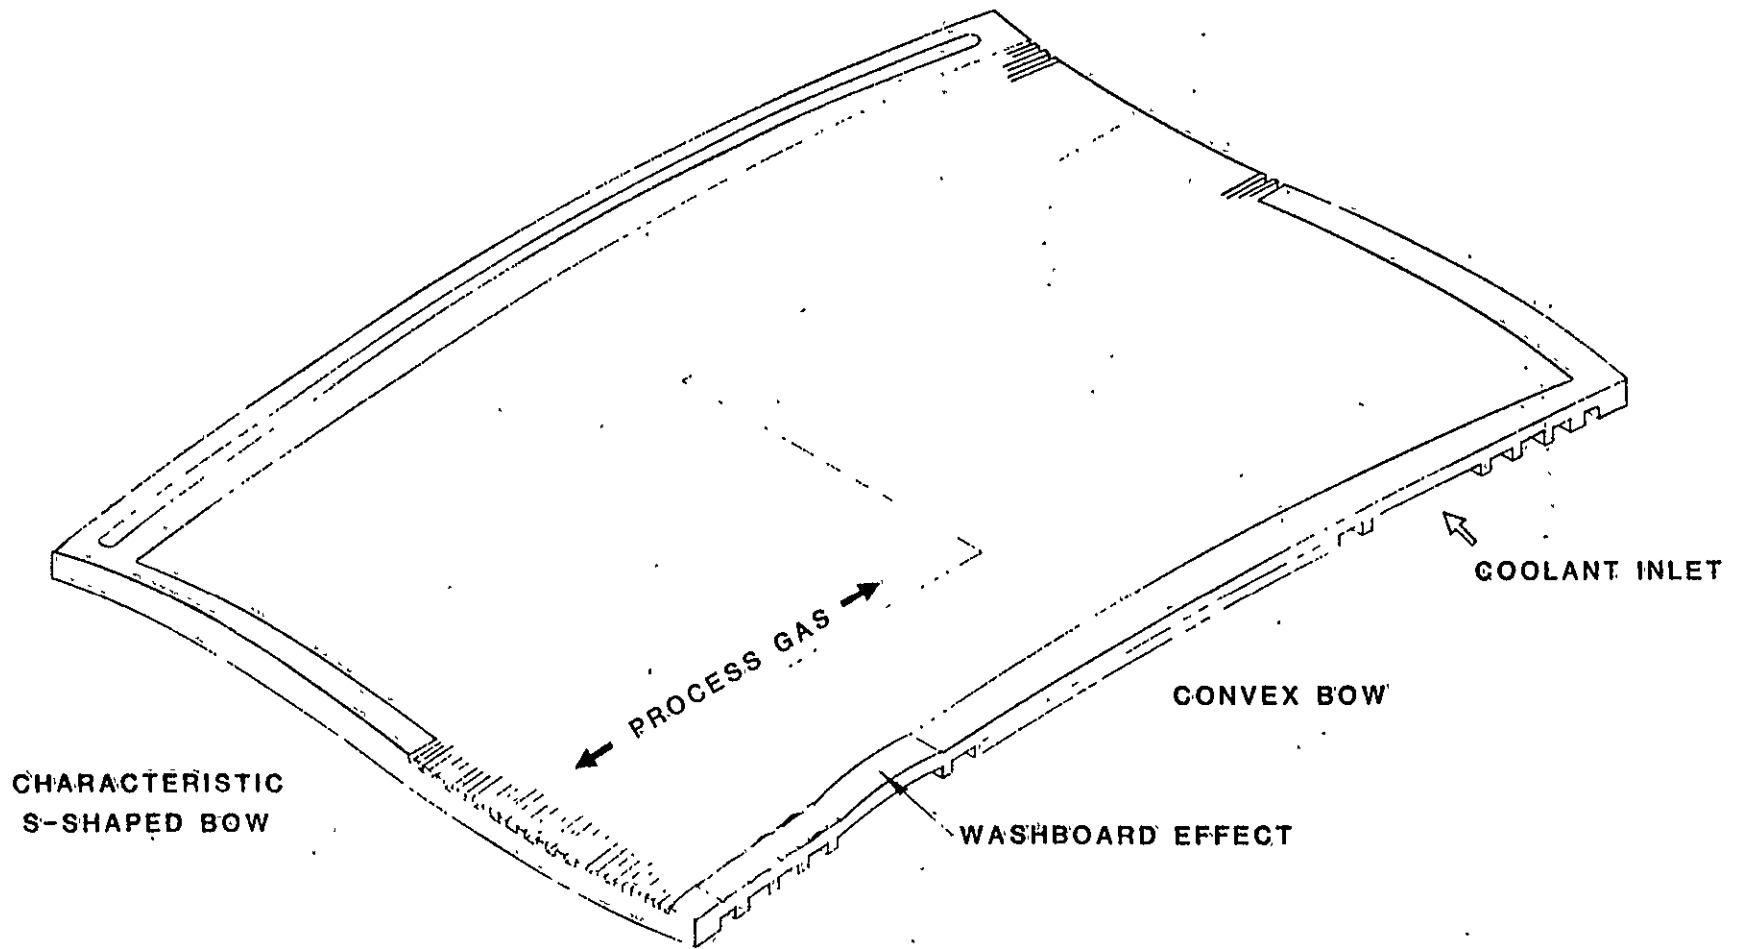 COOLANT INLET
PROCESS GAS
CONVEX BOW
CHARACTERISTIC
S-SHAPED BOW
WASHBOARD EFFECT